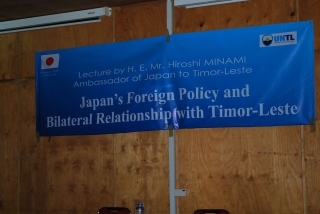 UNTL
Lecture by H. E. Mr. Hiroshi MINAMI
Ambassador of Japan to Timor-Leste
Japan's Foreign Policy and
Bilateral Relationship with Timor-Leste